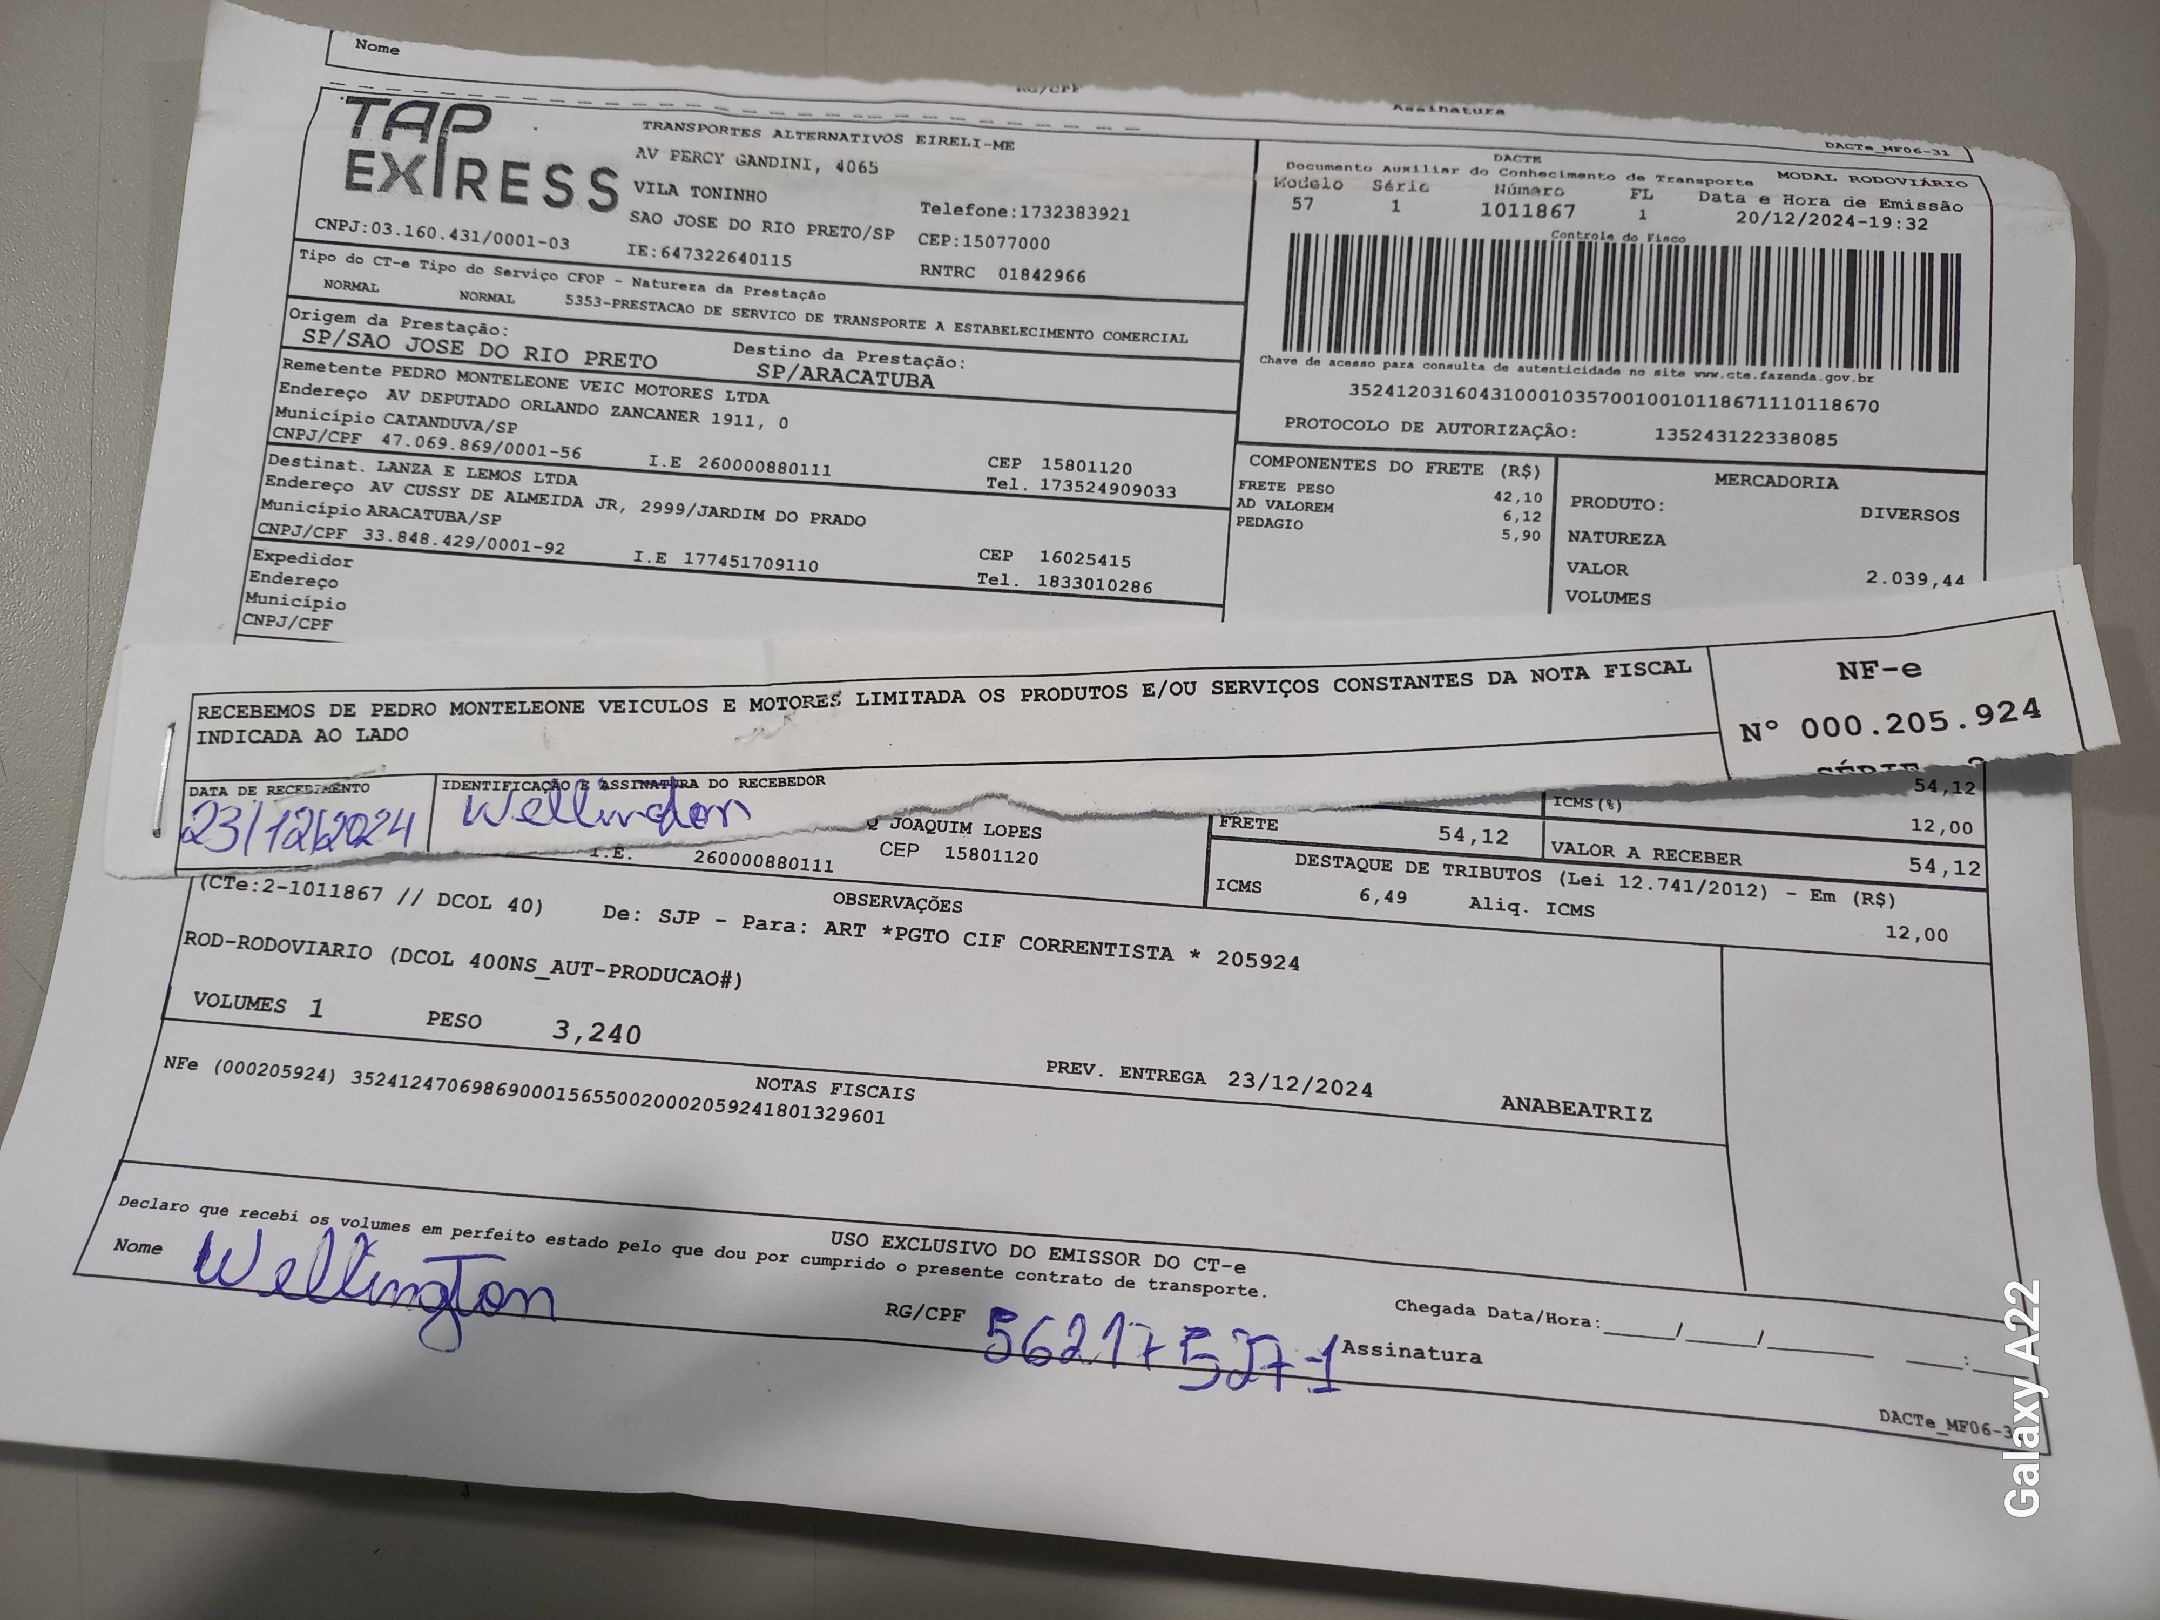 Nome
RG/CPF
Assinatura
DACTe_MF06-31
TAP
EXPRESS
TRANSPORTES ALTERNATIVOS EIRELI-ME
AV PERCY GANDINI, 4065
VILA TONINHO
Telefone:1732383921
SAO JOSE DO RIO PRETO/SP CEP:15077000
CNPJ:03.160.431/0001-03 IE:647322640115 RNTRC 01842966
DACTE
MODAL RODOVIÁRIO
Documento Auxiliar do Conhecimento de Transporte
Modelo Série Número FL Data e Hora de Emissão
57 1 1011867 1 20/12/2024-19:32
Controle do Fisco
Chave de acesso para consulta de autenticidade no site www.cte.fazenda.gov.br
35241203160431000103570010010118671110118670
PROTOCOLO DE AUTORIZAÇÃO: 135243122338085
Tipo do CT-e Tipo do Serviço CFOP - Natureza da Prestação
NORMAL NORMAL 5353-PRESTACAO DE SERVICO DE TRANSPORTE A ESTABELECIMENTO COMERCIAL
Origem da Prestação: Destino da Prestação:
SP/SAO JOSE DO RIO PRETO SP/ARACATUBA
Remetente PEDRO MONTELEONE VEIC MOTORES LTDA
Endereço AV DEPUTADO ORLANDO ZANCANER 1911, 0
Município CATANDUVA/SP CEP 15801120
CNPJ/CPF 47.069.869/0001-56 I.E 260000880111 Tel. 173524909033
Destinat. LANZA E LEMOS LTDA
Endereço AV CUSSY DE ALMEIDA JR, 2999/JARDIM DO PRADO
Município ARACATUBA/SP CEP 16025415
CNPJ/CPF 33.848.429/0001-92 I.E 177451709110 Tel. 1833010286
Expedidor
Endereço
Município
CNPJ/CPF
COMPONENTES DO FRETE (R$)
FRETE PESO 42,10
AD VALOREM 6,12
PEDAGIO 5,90
MERCADORIA
PRODUTO: DIVERSOS
NATUREZA
VALOR 2.039,44
VOLUMES
RECEBEMOS DE PEDRO MONTELEONE VEICULOS E MOTORES LIMITADA OS PRODUTOS E/OU SERVIÇOS CONSTANTES DA NOTA FISCAL
INDICADA AO LADO
NF-e
Nº 000.205.924
SÉRIE
DATA DE RECEBIMENTO IDENTIFICAÇÃO E ASSINATURA DO RECEBEDOR
23/12/2024 Wellington
JOAQUIM LOPES
I.E. 260000880111 CEP 15801120
54,12
ICMS(%) 12,00
FRETE 54,12 VALOR A RECEBER 54,12
DESTAQUE DE TRIBUTOS (Lei 12.741/2012) - Em (R$)
ICMS 6,49 Aliq. ICMS 12,00
OBSERVAÇÕES
(CTe:2-1011867 // DCOL 40) De: SJP - Para: ART *PGTO CIF CORRENTISTA * 205924
ROD-RODOVIARIO (DCOL 400NS_AUT-PRODUCAO#)
VOLUMES 1 PESO 3,240 PREV. ENTREGA 23/12/2024 ANABEATRIZ
NOTAS FISCAIS
NFe (000205924) 35241247069869000156550020002059241801329601
USO EXCLUSIVO DO EMISSOR DO CT-e
Declaro que recebi os volumes em perfeito estado pelo que dou por cumprido o presente contrato de transporte.
Nome Wellington RG/CPF 56217527-1 Assinatura
Chegada Data/Hora:____/____/______ ___:___
DACTe_MF06-3
Galaxy A22